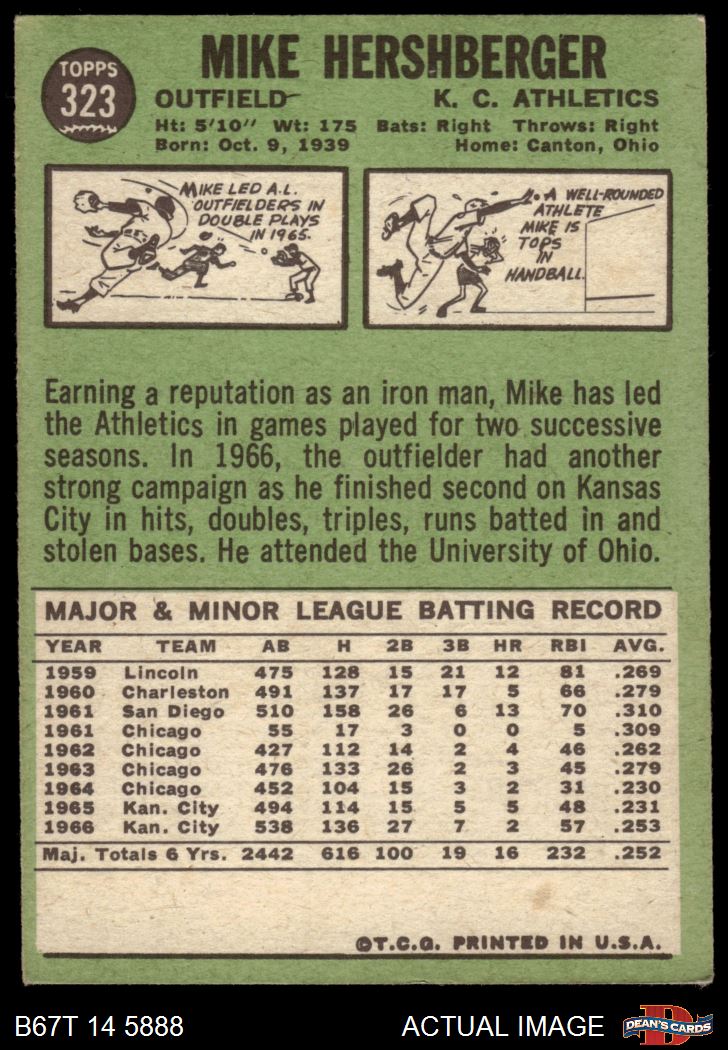 MIKE HERSHBERGER
TOPPS
323
OUTFIELD
K. C. ATHLETICS
Ht: 5'10" Wt: 175 Bats: Right Throws: Right
Born: Oct. 9, 1939 Home: Canton, Ohio
MIKE LED A.L.
OUTFIELDERS IN
DOUBLE PLAYS
IN 1965.
A WELL-ROUNDED
ATHLETE
MIKE IS
TOPS
IN
HANDBALL.
Earning a reputation as an iron man, Mike has led
the Athletics in games played for two successive
seasons. In 1966, the outfielder had another
strong campaign as he finished second on Kansas
City in hits, doubles, triples, runs batted in and
stolen bases. He attended the University of Ohio.
MAJOR & MINOR LEAGUE BATTING RECORD
YEAR TEAM AB H 2B 3B HR RBI AVG.
1959 Lincoln 475 128 15 21 12 81 .269
1960 Charleston 491 137 17 17 5 66 .279
1961 San Diego 510 158 26 6 13 70 .310
1961 Chicago 55 17 3 0 0 5 .309
1962 Chicago 427 112 14 2 4 46 .262
1963 Chicago 476 133 26 2 3 45 .279
1964 Chicago 452 104 15 3 2 31 .230
1965 Kan. City 494 114 15 5 5 48 .231
1966 Kan. City 538 136 27 7 2 57 .253
Maj. Totals 6 Yrs. 2442 616 100 19 16 232 .252
©T.C.G. PRINTED IN U.S.A.
B67T 14 5888
ACTUAL IMAGE
D
DEAN'S CARDS